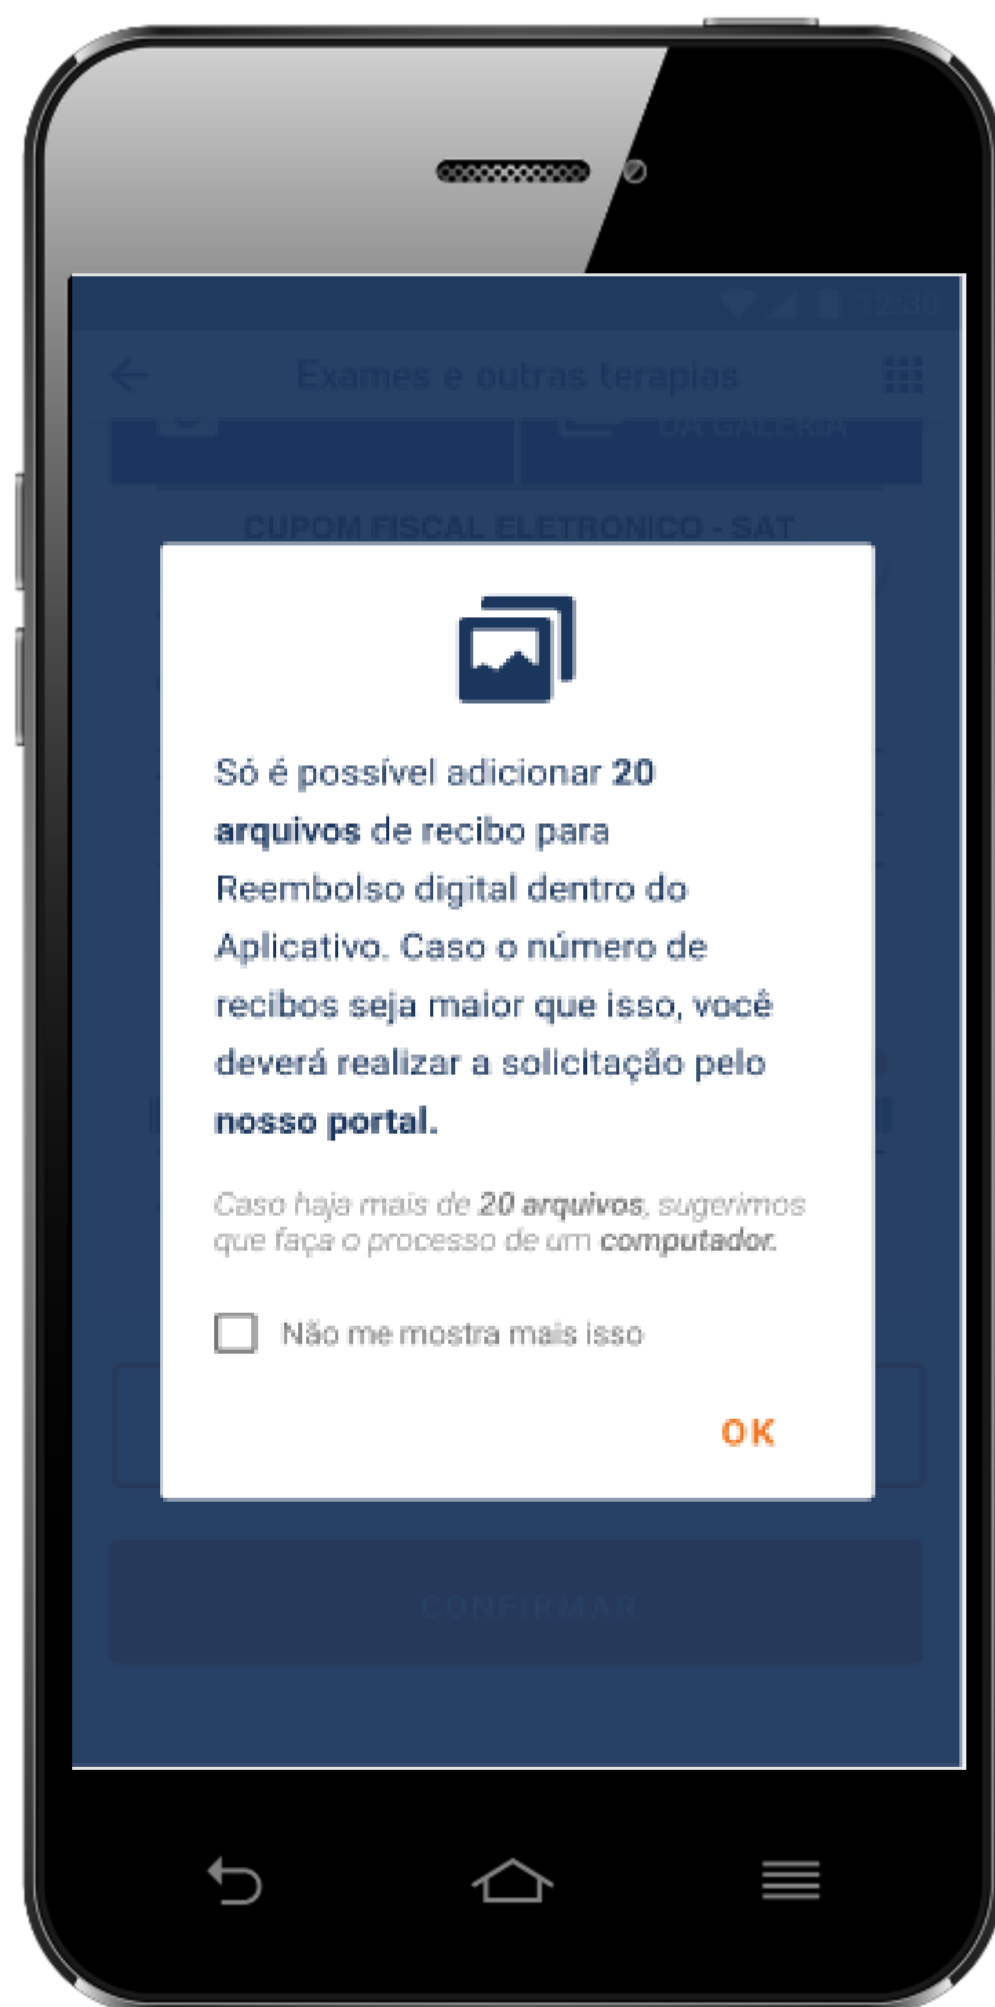 12:30
Exames e outras terapias
DA GALERIA
CUPOM FISCAL ELETRONICO - SAT
Só é possível adicionar 20
arquivos de recibo para
Reembolso digital dentro do
Aplicativo. Caso o número de
recibos seja maior que isso, você
deverá realizar a solicitação pelo
nosso portal.
Caso haja mais de 20 arquivos, sugerimos
que faça o processo de um computador.
Não me mostra mais isso
OK
CONFIRMAR